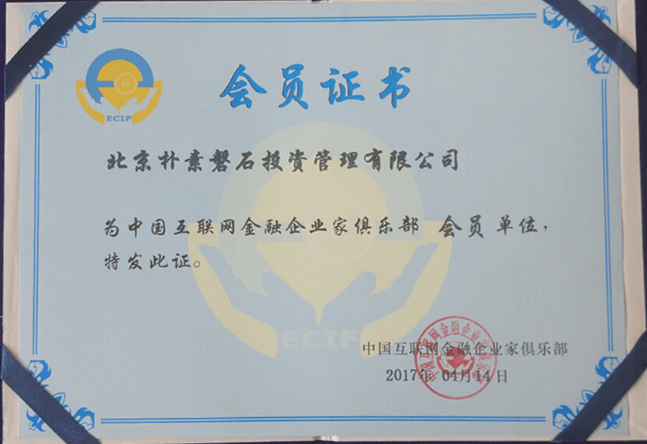 ECIF
会员证书
北京朴素磐石投资管理有限公司
为中国互联网金融企业家俱乐部 会员单位，
特发此证。
ECIF
中国互联网金融企业家俱乐部
2017年 04月14日